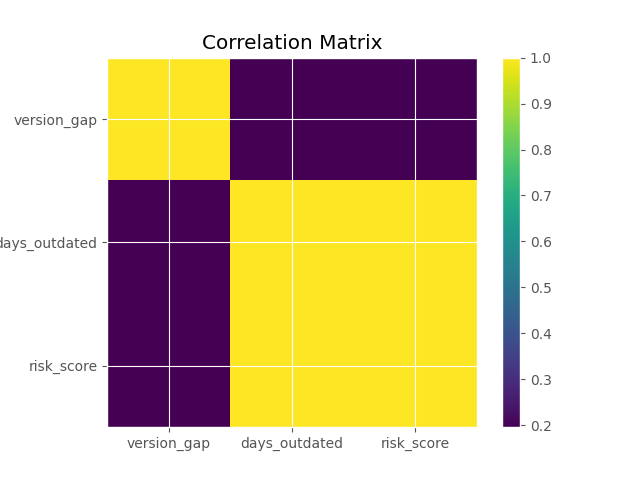 Correlation Matrix
version_gap
days_outdated
risk_score
version_gap days_outdated risk_score
1.0
0.9
0.8
0.7
0.6
0.5
0.4
0.3
0.2